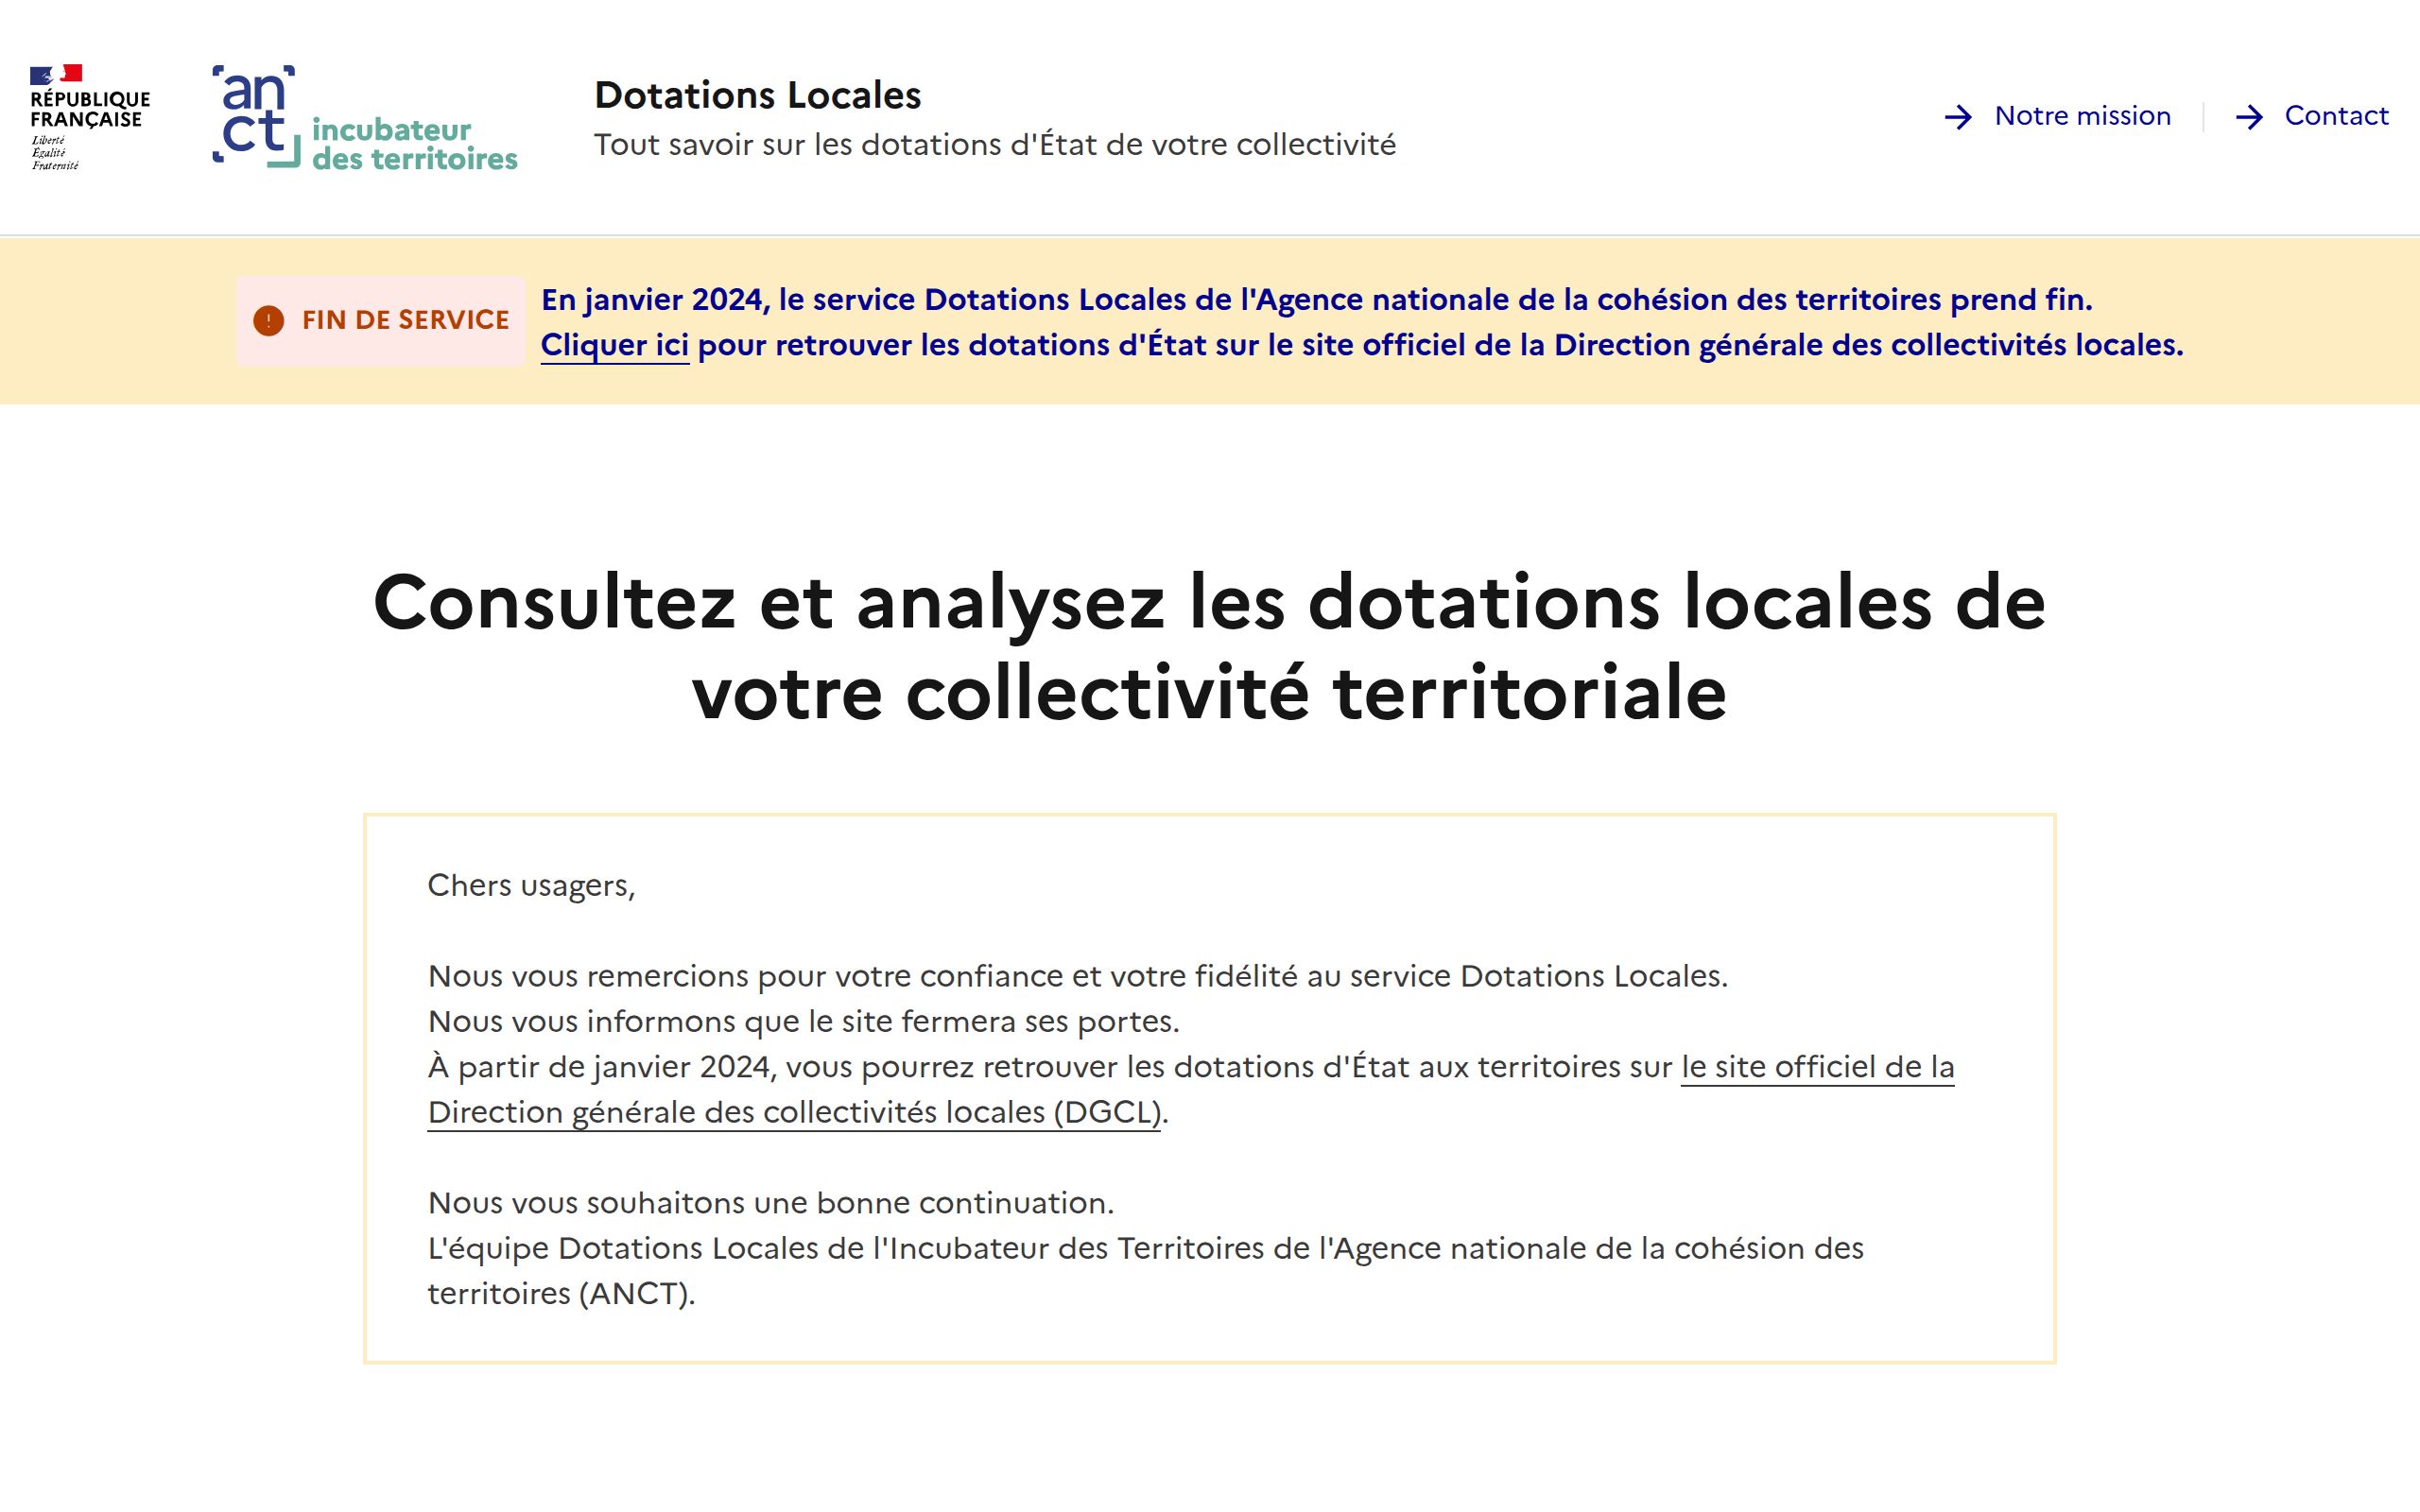 RÉPUBLIQUE
FRANÇAISE
Liberté
Égalité
Fraternité
an
ct
incubateur
des territoires
Dotations Locales
Tout savoir sur les dotations d'État de votre collectivité
Notre mission
Contact
FIN DE SERVICE
En janvier 2024, le service Dotations Locales de l'Agence nationale de la cohésion des territoires prend fin.
Cliquer ici pour retrouver les dotations d'État sur le site officiel de la Direction générale des collectivités locales.
Consultez et analysez les dotations locales de
votre collectivité territoriale
Chers usagers,
Nous vous remercions pour votre confiance et votre fidélité au service Dotations Locales.
Nous vous informons que le site fermera ses portes.
À partir de janvier 2024, vous pourrez retrouver les dotations d'État aux territoires sur le site officiel de la
Direction générale des collectivités locales (DGCL).
Nous vous souhaitons une bonne continuation.
L'équipe Dotations Locales de l'Incubateur des Territoires de l'Agence nationale de la cohésion des
territoires (ANCT).